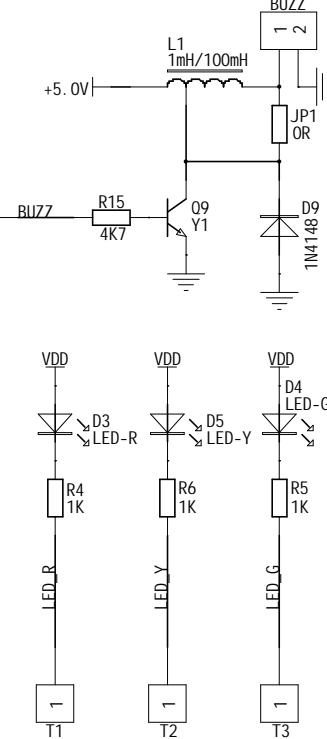 BUZZ
1 2
L1
1mH/100mH
+5.0V
JP1
0R
BUZZ
R15
4K7
Q9
Y1
D9
1N4148
VDD
VDD
VDD
D3
LED-R
D5
LED-Y
D4
LED-G
R4
1K
R6
1K
R5
1K
LED_R
LED_Y
LED_G
1
1
1
T1
T2
T3